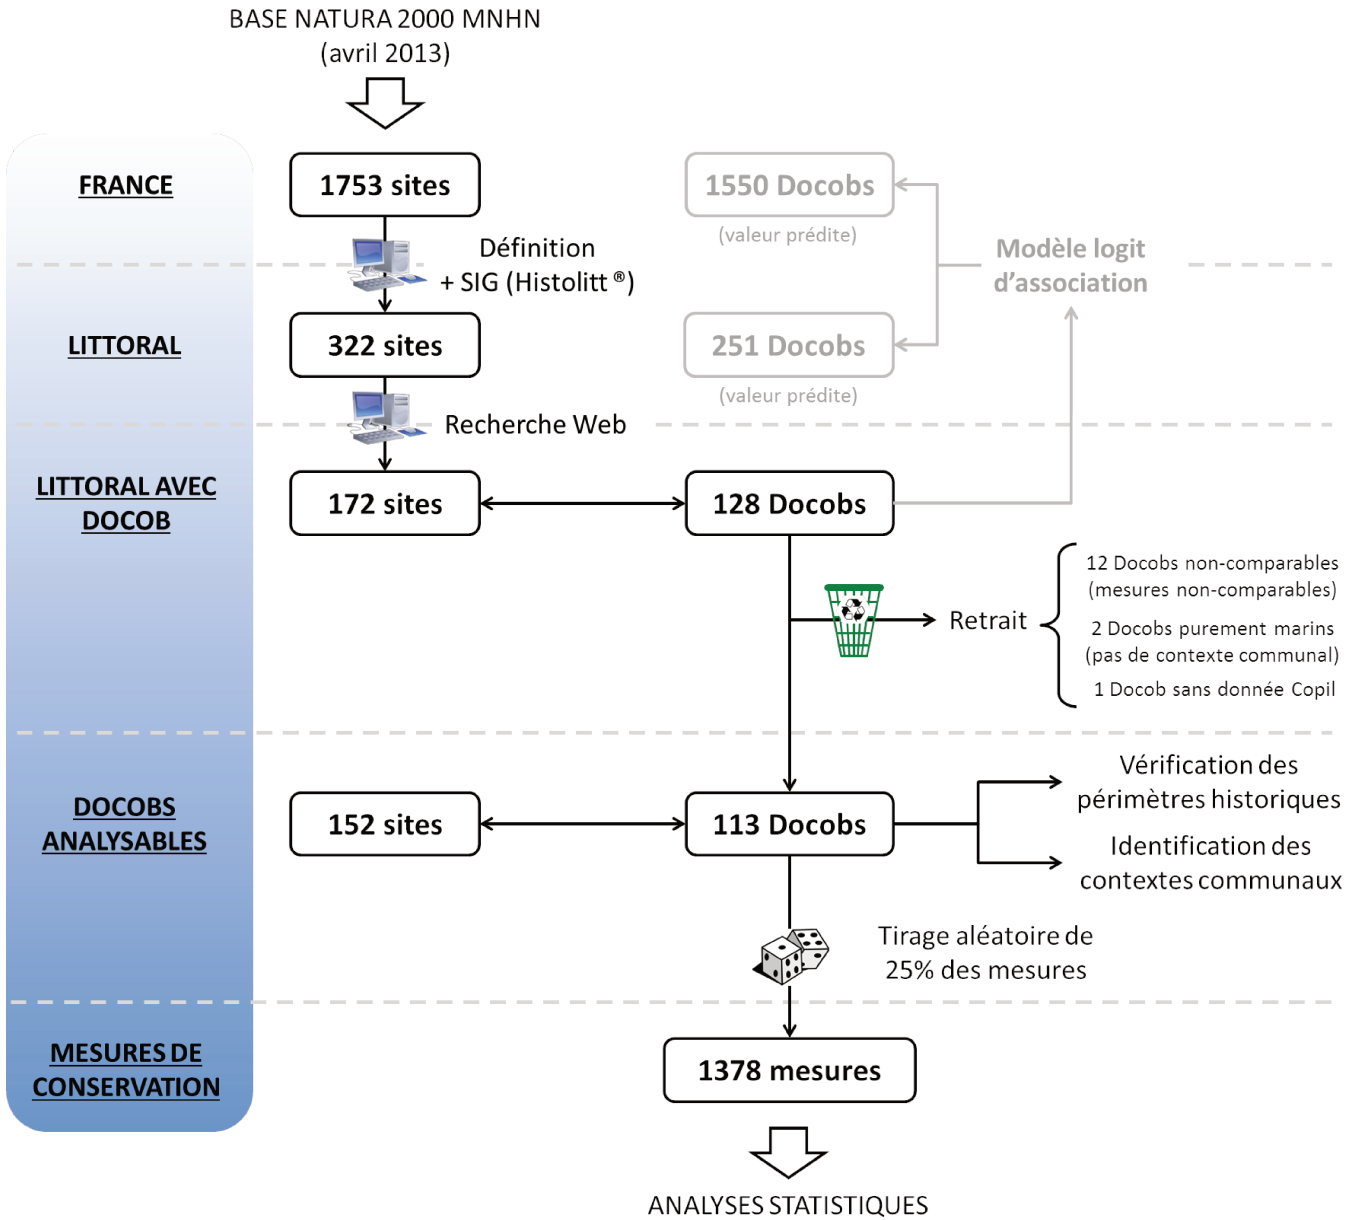 BASE NATURA 2000 MNHN
(avril 2013)
FRANCE
1753 sites
1550 Docobs
(valeur prédite)
Définition
+ SIG (Histolitt ®)
Modèle logit
d'association
LITTORAL
322 sites
251 Docobs
(valeur prédite)
Recherche Web
LITTORAL AVEC
DOCOB
172 sites
128 Docobs
Retrait
12 Docobs non-comparables
(mesures non-comparables)
2 Docobs purement marins
(pas de contexte communal)
1 Docob sans donnée Copil
DOCOBS
ANALYSABLES
152 sites
113 Docobs
Vérification des
périmètres historiques
Identification des
contextes communaux
Tirage aléatoire de
25% des mesures
MESURES DE
CONSERVATION
1378 mesures
ANALYSES STATISTIQUES